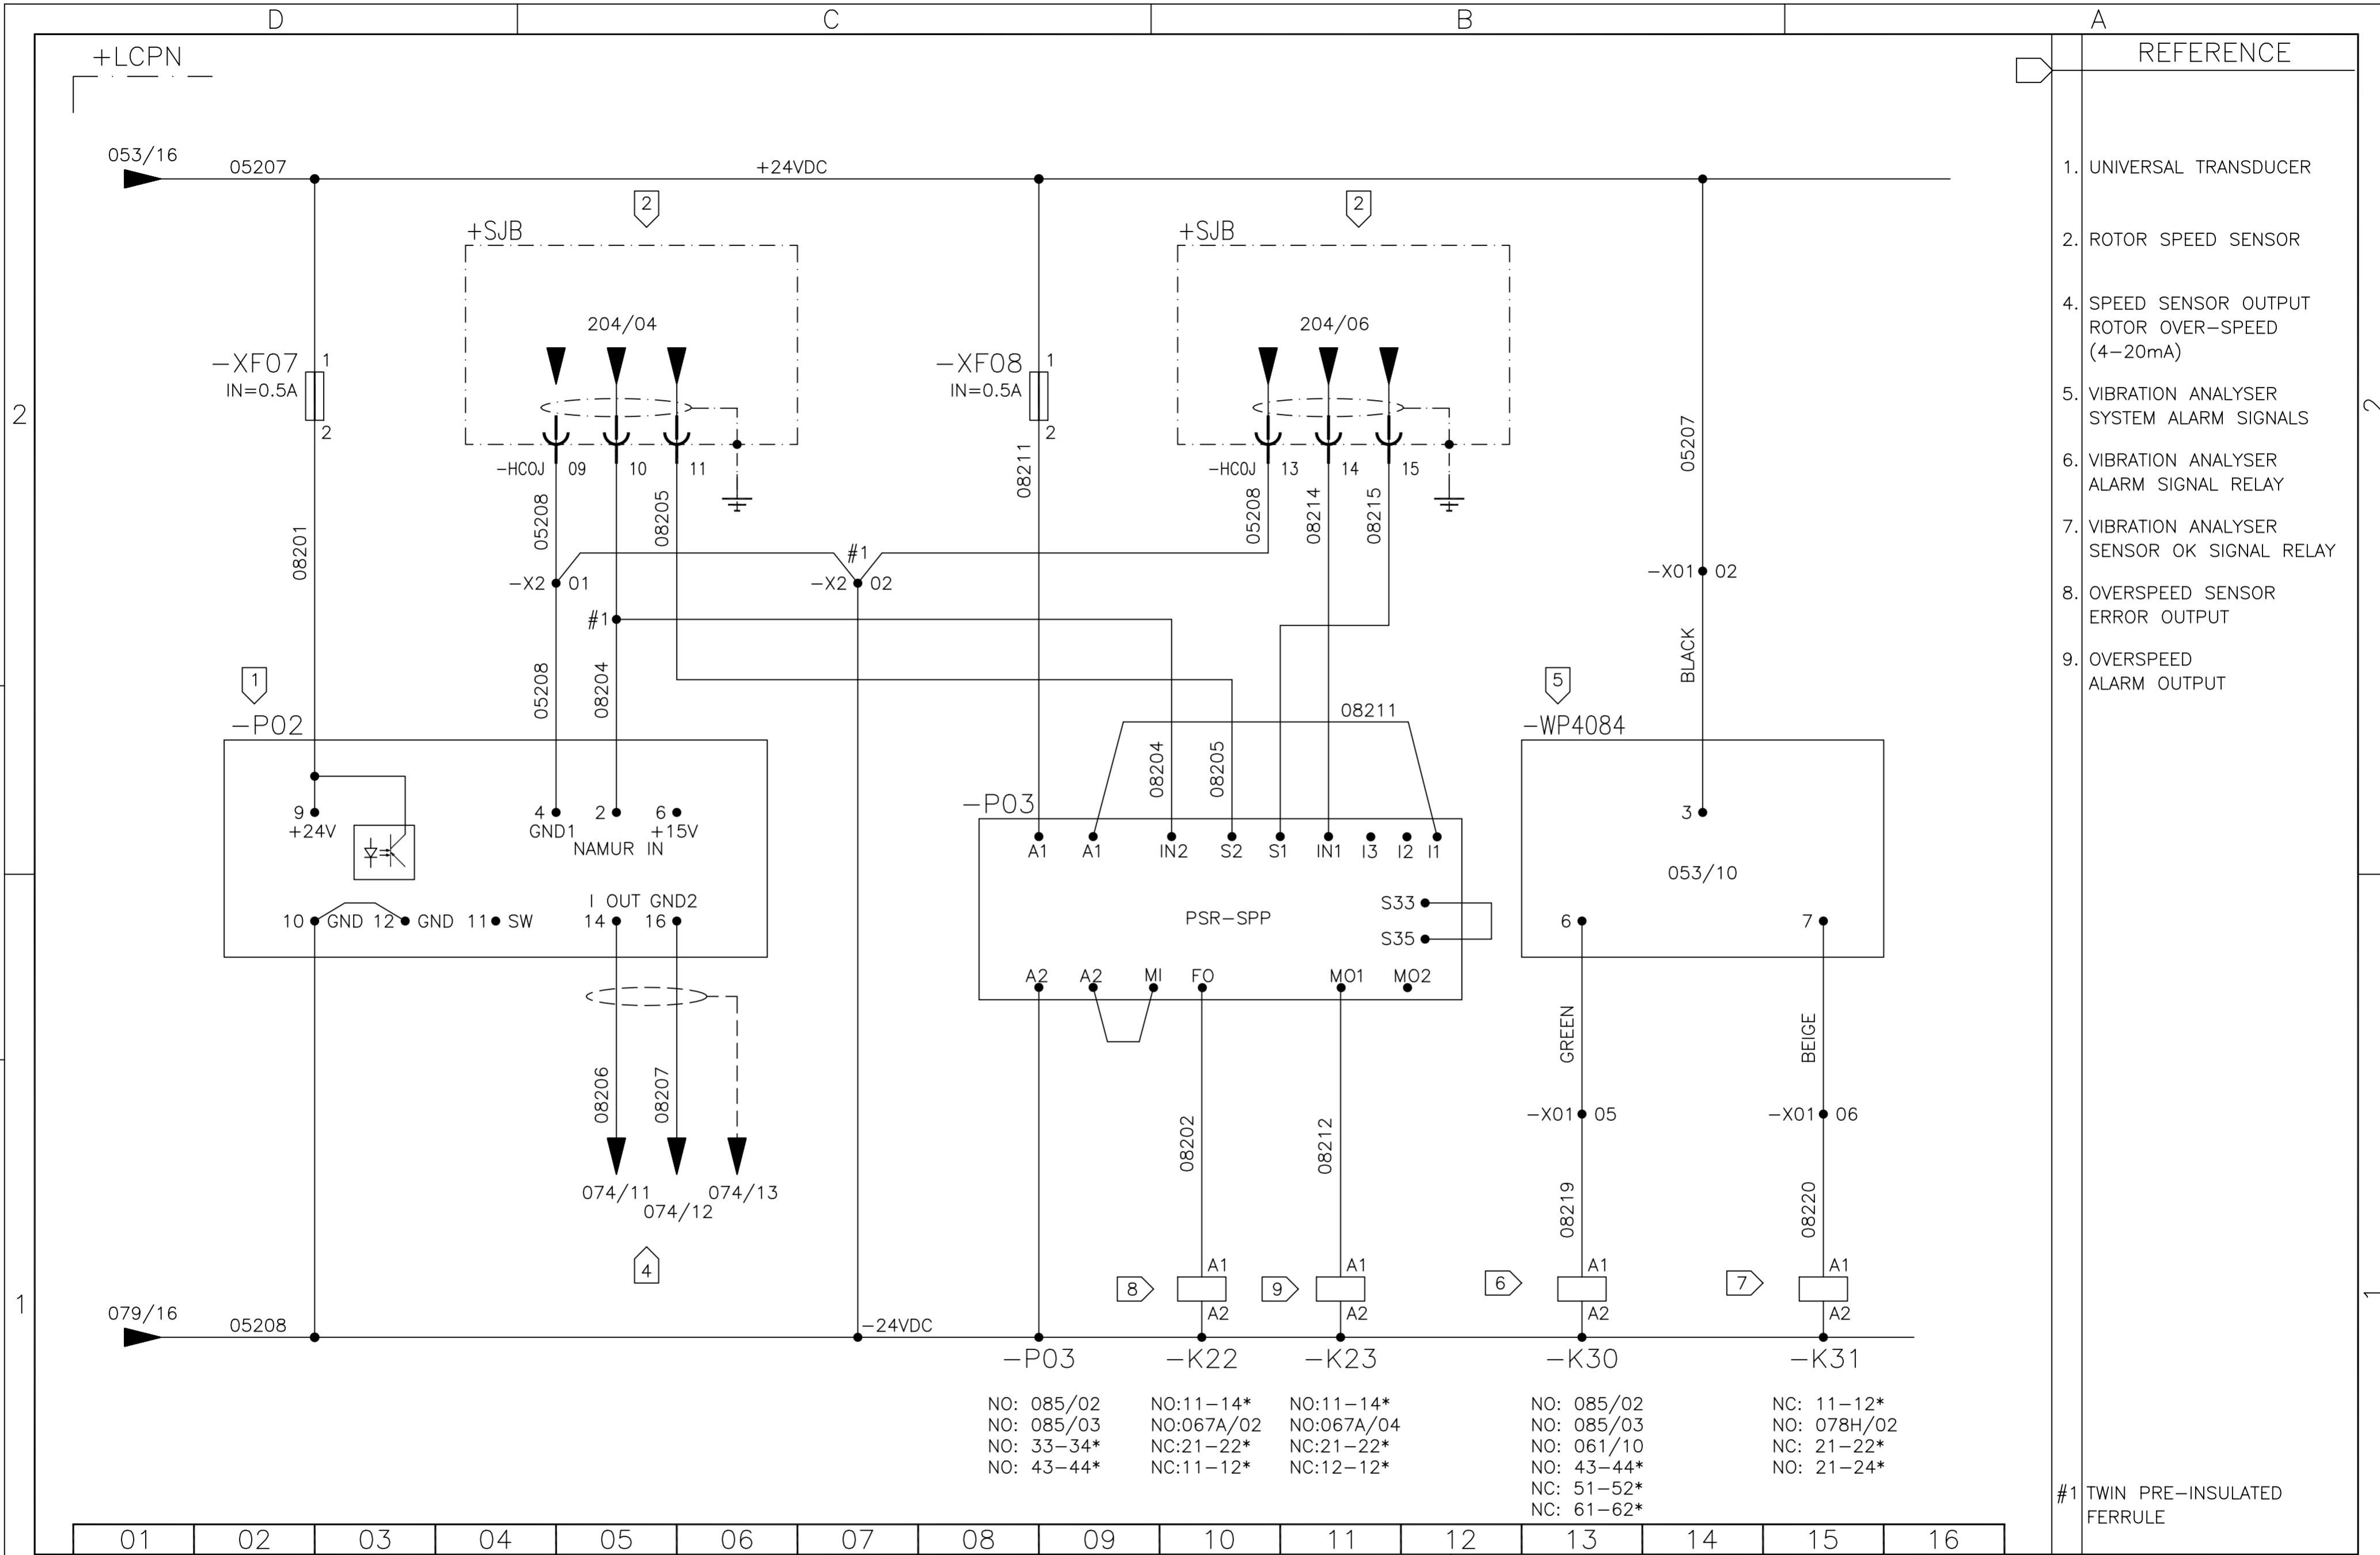 D C B A
+LCPN
REFERENCE
053/16
05207
+24VDC
1. UNIVERSAL TRANSDUCER
2
2
2. ROTOR SPEED SENSOR
+SJB
+SJB
4. SPEED SENSOR OUTPUT
ROTOR OVER-SPEED
(4-20mA)
204/04
204/06
-XF07
IN=0.5A
1
2
-XF08
IN=0.5A
1
2
5. VIBRATION ANALYSER
SYSTEM ALARM SIGNALS
2
2
05207
-HC0J 09 10 11
-HC0J 13 14 15
6. VIBRATION ANALYSER
ALARM SIGNAL RELAY
08211
08201
05208
08205
05208
08214
08215
7. VIBRATION ANALYSER
SENSOR OK SIGNAL RELAY
#1
-X2 01
-X2 02
-X01 02
8. OVERSPEED SENSOR
ERROR OUTPUT
#1
BLACK
05208
08204
9. OVERSPEED
ALARM OUTPUT
1
5
08211
-P02
-WP4084
08204
08205
-P03
9
+24V
4
GND1
2
6
+15V
NAMUR IN
3
A1 A1 IN2 S2 S1 IN1 I3 I2 I1
053/10
I OUT GND2
S33
10 GND 12 GND 11 SW 14 16
PSR-SPP
S35
6
7
A2 A2 MI FO MO1 MO2
GREEN
BEIGE
08206
08207
08202
08212
-X01 05
-X01 06
074/11
074/12
074/13
08219
08220
4
8
A1
A2
9
A1
A2
6
A1
A2
7
A1
A2
1
1
079/16
05208
-24VDC
-P03
-K22
-K23
-K30
-K31
NO: 085/02
NO: 085/03
NO: 33-34*
NO: 43-44*
NO:11-14*
NO:067A/02
NC:21-22*
NC:11-12*
NO:11-14*
NO:067A/04
NC:21-22*
NC:12-12*
NO: 085/02
NO: 085/03
NO: 061/10
NO: 43-44*
NC: 51-52*
NC: 61-62*
NC: 11-12*
NO: 078H/02
NC: 21-22*
NO: 21-24*
#1 TWIN PRE-INSULATED
FERRULE
01 02 03 04 05 06 07 08 09 10 11 12 13 14 15 16